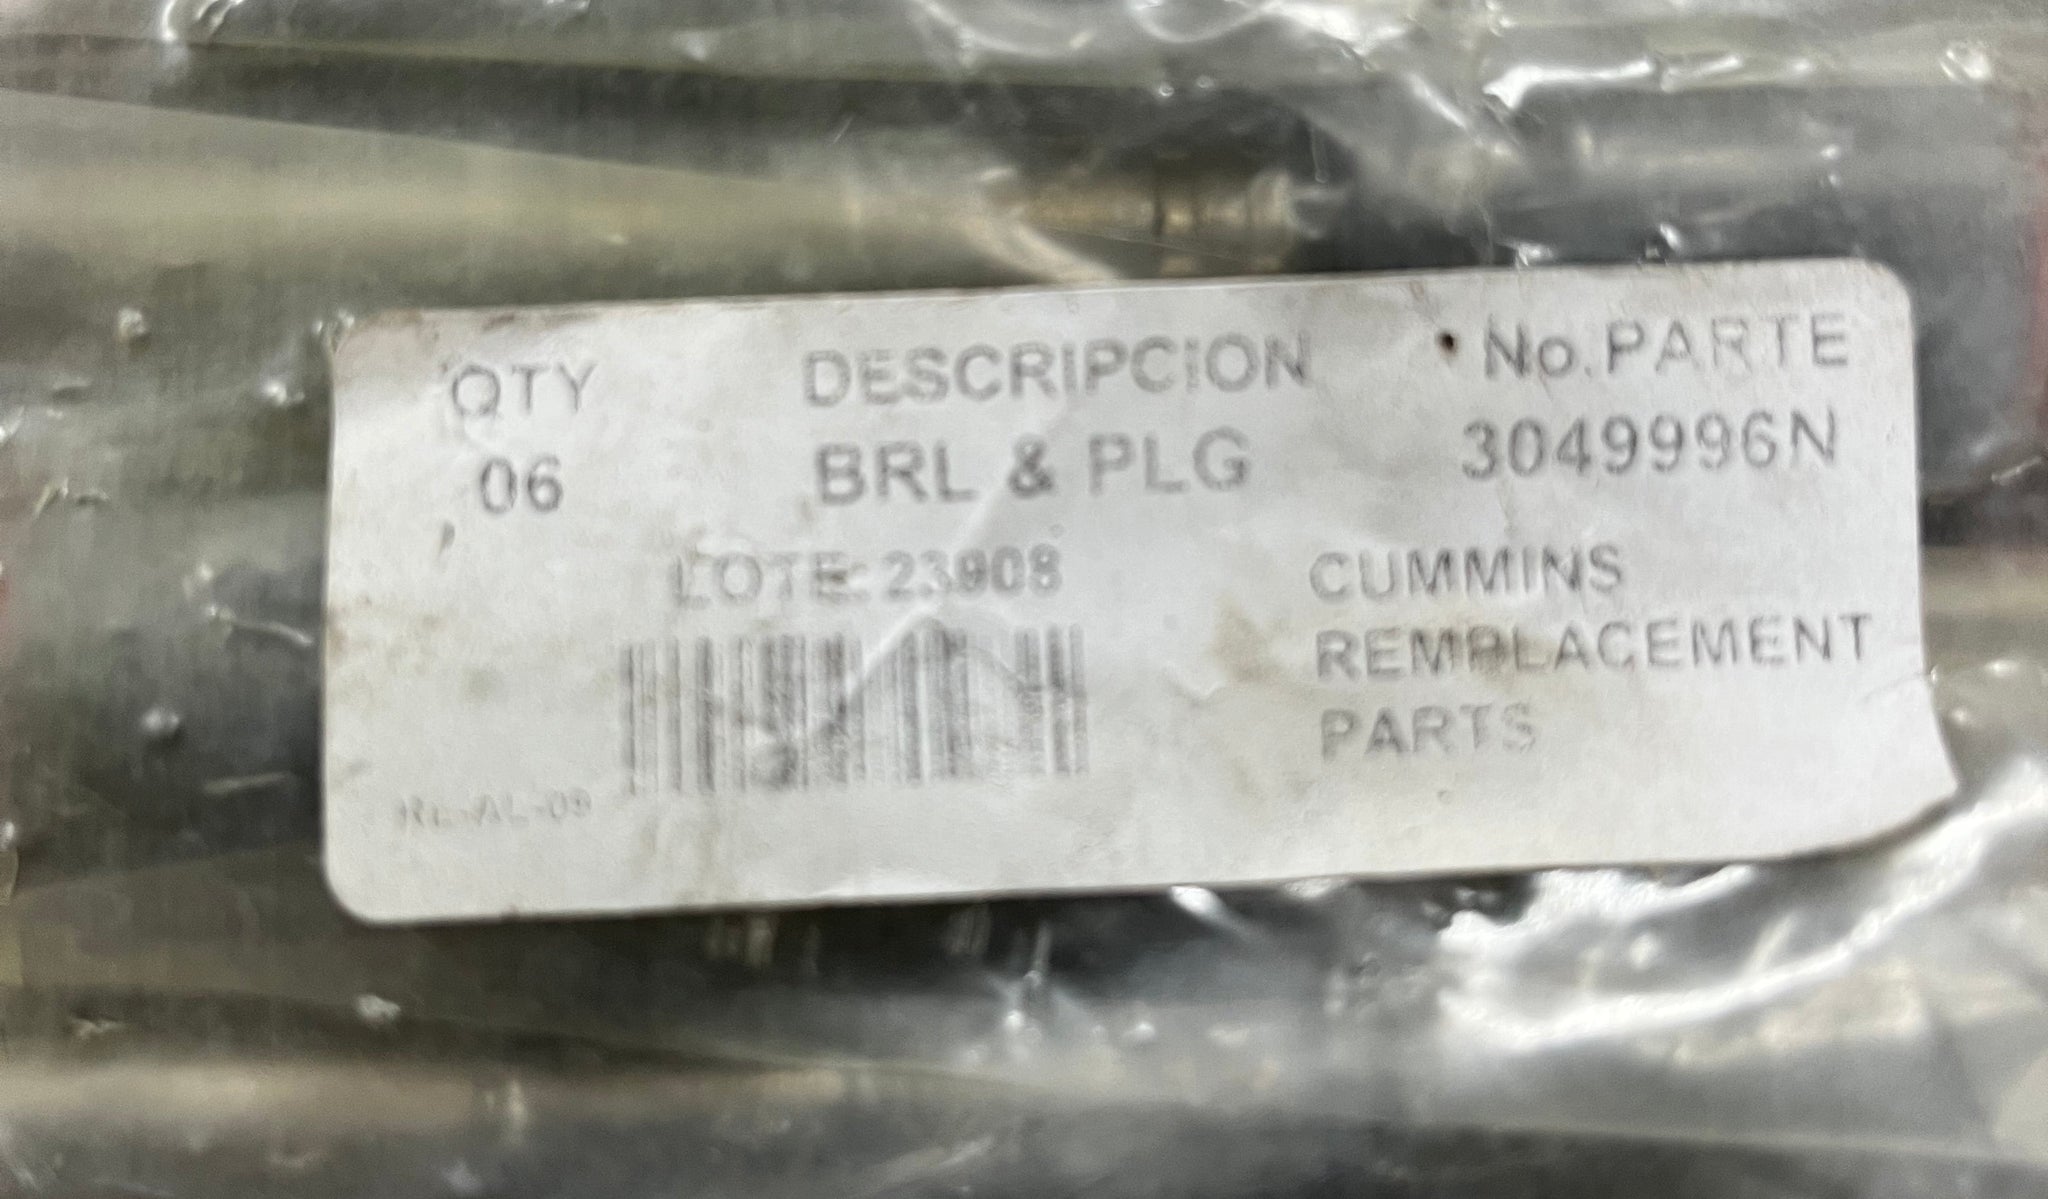 QTY DESCRIPCION No.PARTE
06 BRL & PLG 3049996N
LOTE: 23908
CUMMINS
REMPLACEMENT
PARTS